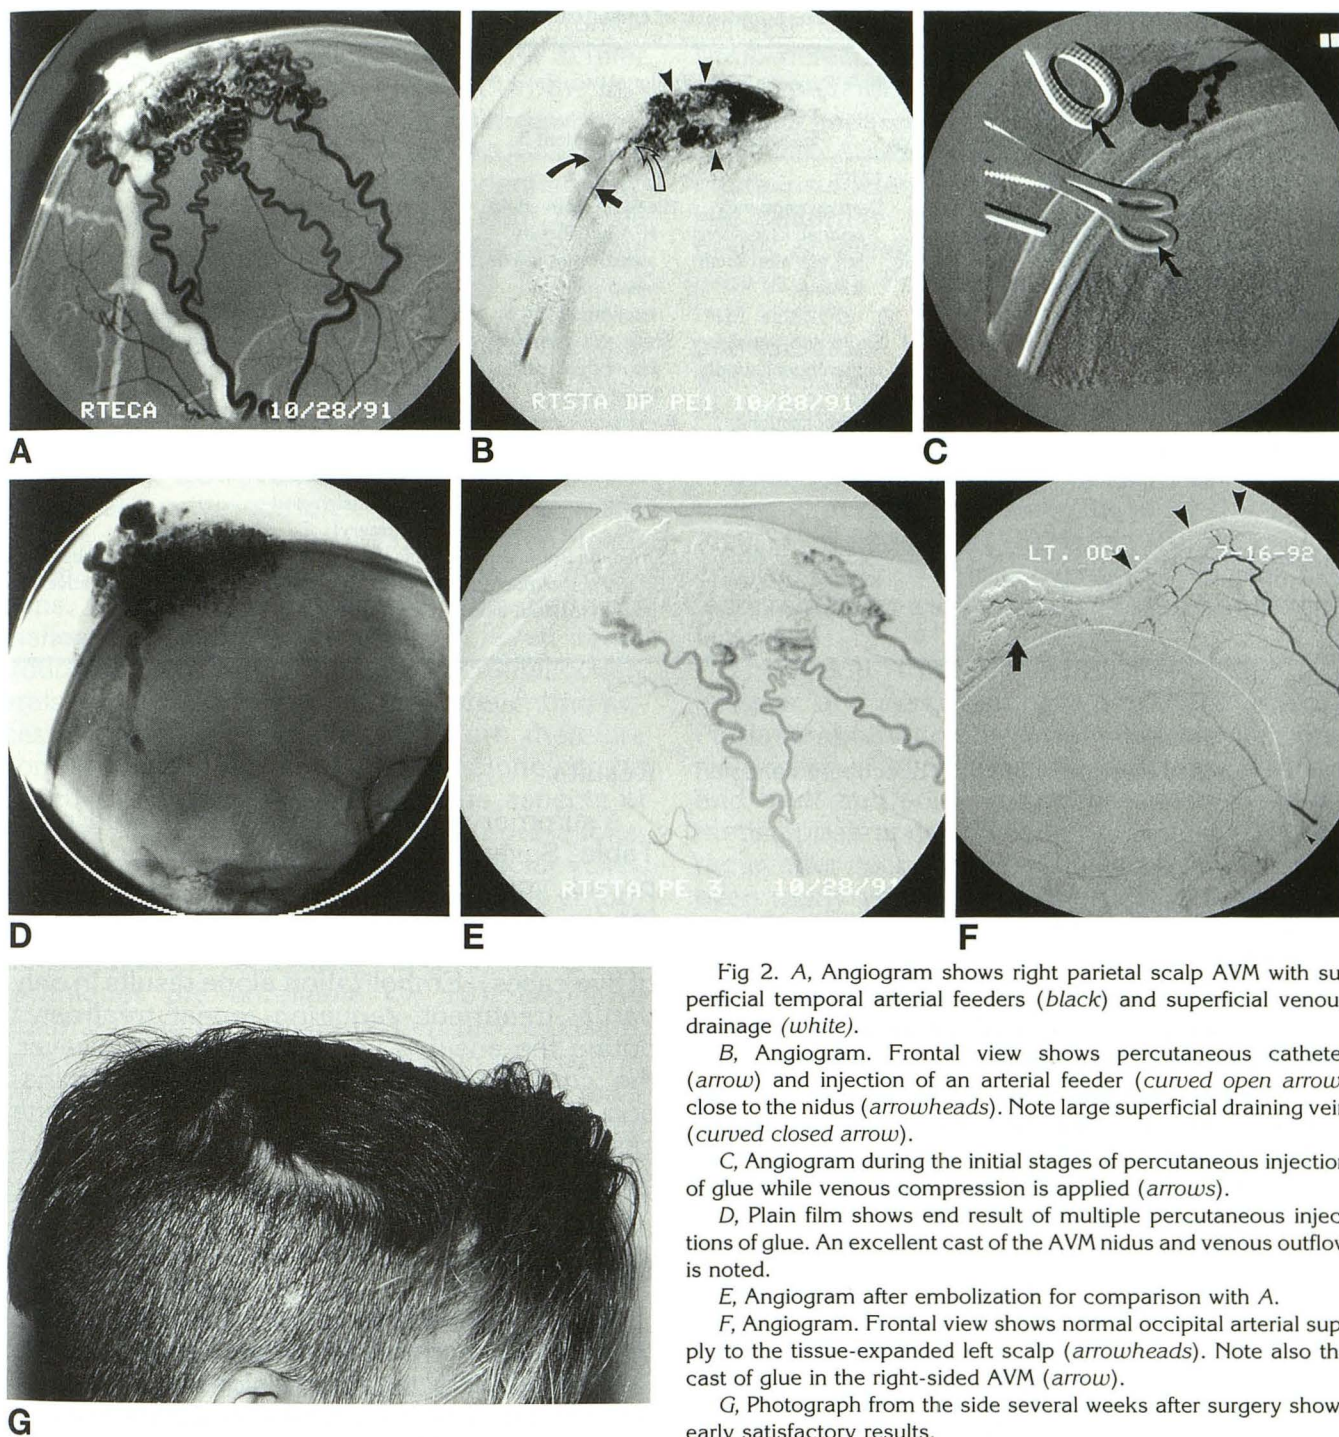 RTECA 10/28/91
A
RTSTA DP PE 10/28/91
B
C
D
RTSTA PE 3 10/28/9
E
LT. OCC. 7-16-92
F
G
Fig 2. A, Angiogram shows right parietal scalp AVM with su
perficial temporal arterial feeders (black) and superficial venou
drainage (white).
B, Angiogram. Frontal view shows percutaneous cathete
(arrow) and injection of an arterial feeder (curved open arrow
close to the nidus (arrowheads). Note large superficial draining vein
(curved closed arrow).
C, Angiogram during the initial stages of percutaneous injection
of glue while venous compression is applied (arrows).
D, Plain film shows end result of multiple percutaneous injec
tions of glue. An excellent cast of the AVM nidus and venous outflow
is noted.
E, Angiogram after embolization for comparison with A.
F, Angiogram. Frontal view shows normal occipital arterial sup
ply to the tissue-expanded left scalp (arrowheads). Note also th
cast of glue in the right-sided AVM (arrow).
G, Photograph from the side several weeks after surgery show
early satisfactory results.